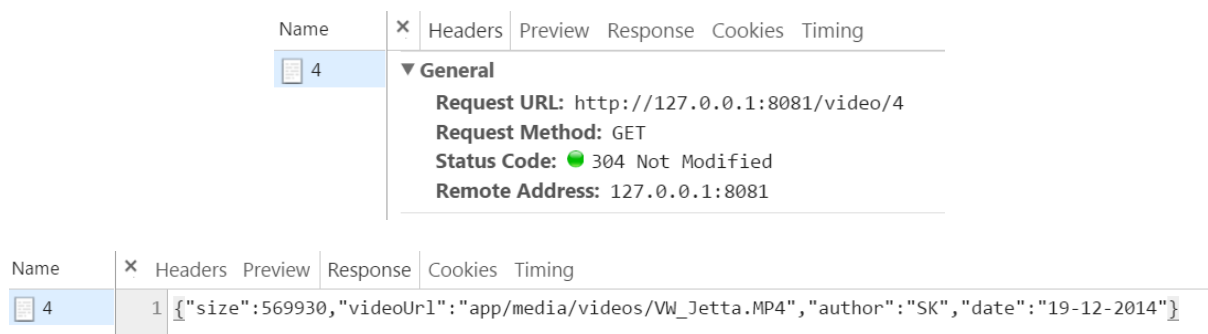 Name × Headers Preview Response Cookies Timing
4 ▼ General
Request URL: http://127.0.0.1:8081/video/4
Request Method: GET
Status Code: 304 Not Modified
Remote Address: 127.0.0.1:8081
Name × Headers Preview Response Cookies Timing
4 1 {"size":569930,"videoUrl":"app/media/videos/VW_Jetta.MP4","author":"SK","date":"19-12-2014"}